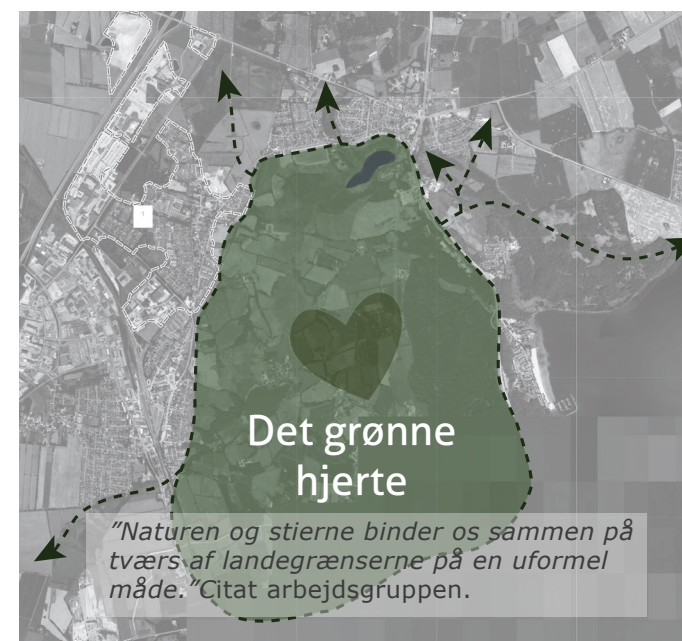 Det grønne
hjerte
”Naturen og stierne binder os sammen på
tværs af landegrænserne på en uformel
måde.”Citat arbejdsgruppen.